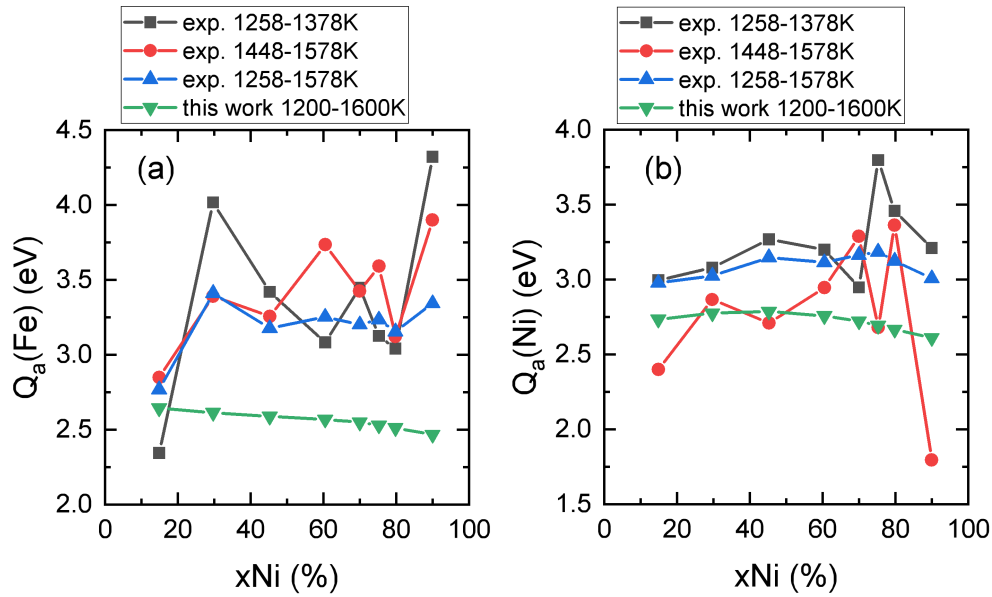 exp. 1258-1378K
exp. 1448-1578K
exp. 1258-1578K
this work 1200-1600K
(a)
4.5
4.0
3.5
3.0
2.5
2.0
Qa(Fe) (eV)
0 20 40 60 80 100
xNi (%)
exp. 1258-1378K
exp. 1448-1578K
exp. 1258-1578K
this work 1200-1600K
(b)
4.0
3.5
3.0
2.5
2.0
1.5
Qa(Ni) (eV)
0 20 40 60 80 100
xNi (%)